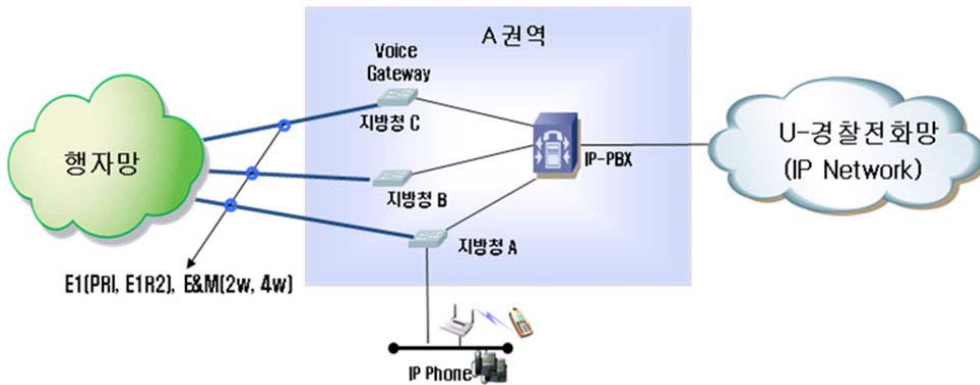 A권역
Voice
Gateway
지방청 C
행자망
IP-PBX
U-경찰전화망
(IP Network)
지방청 B
지방청 A
E1(PRI, E1R2), E&M(2w, 4w)
IP Phone